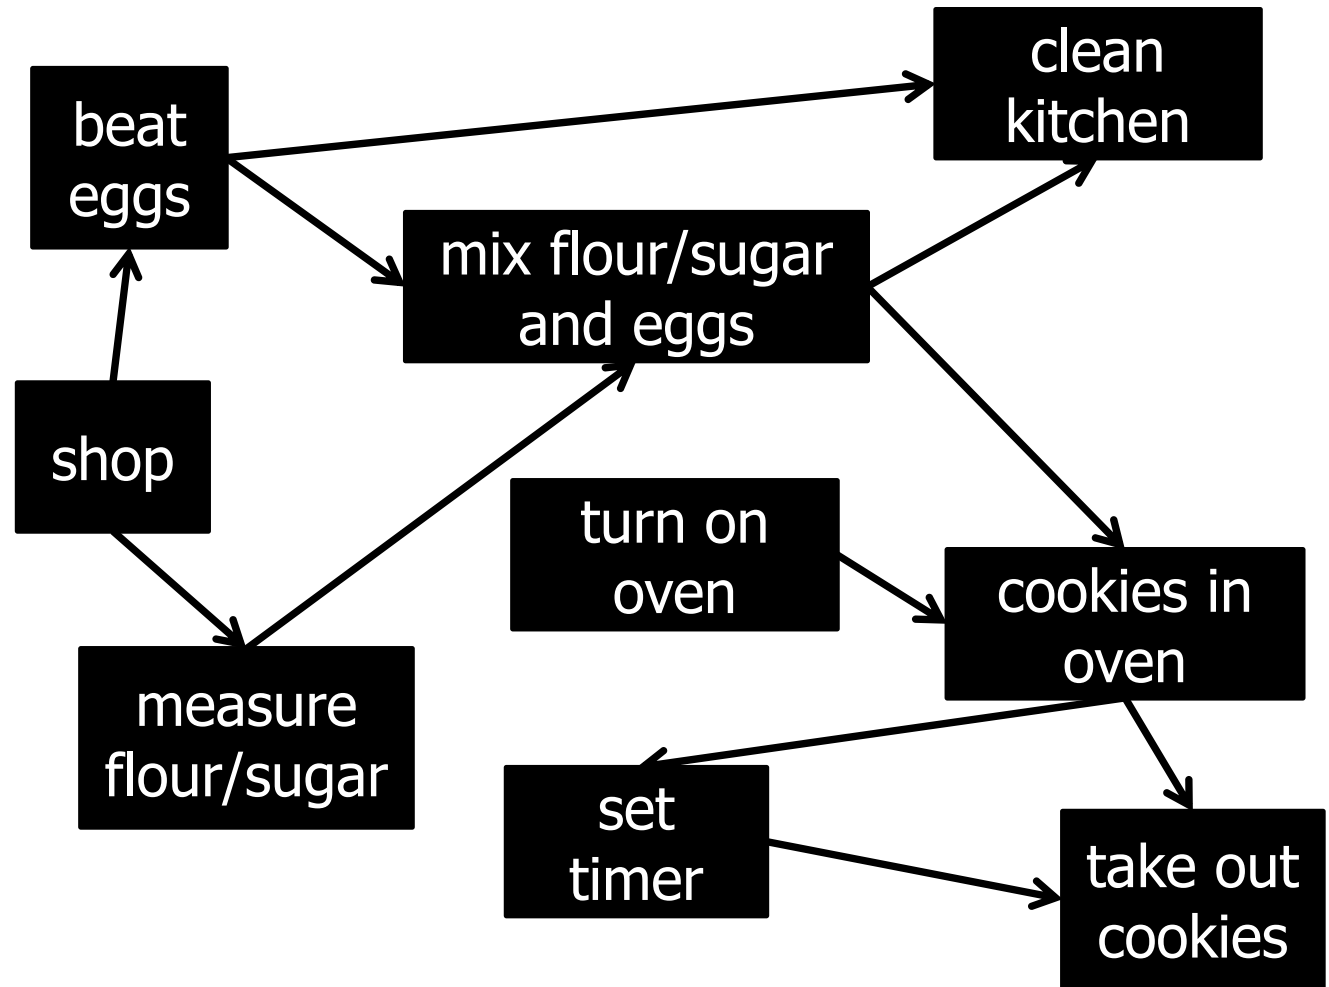 clean
kitchen
beat
eggs
mix flour/sugar
and eggs
shop
turn on
oven
cookies in
oven
measure
flour/sugar
set
timer
take out
cookies